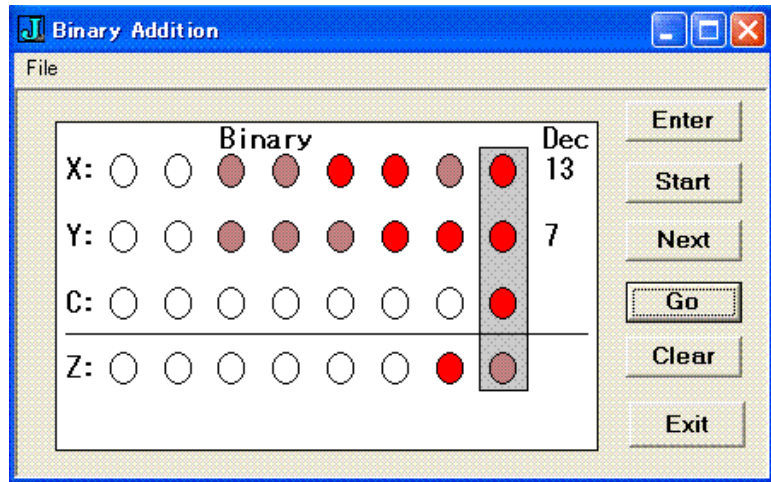 J Binary Addition
File
Binary Dec
X: 13
Y: 7
C:
Z:
Enter
Start
Next
Go
Clear
Exit